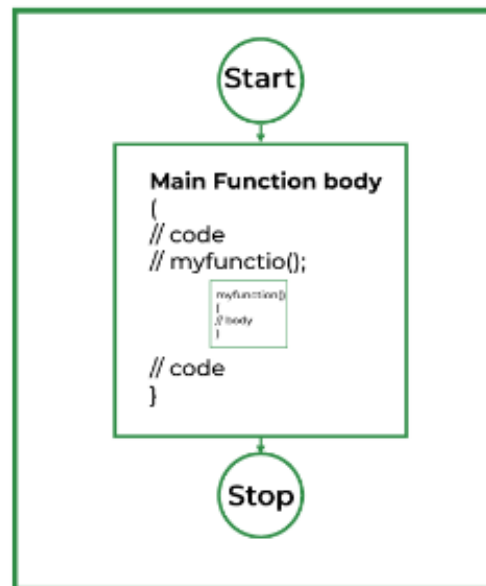 Start
Main Function body
{
// code
// myfunctio();
myfunction()
{
// body
}
// code
}
Stop